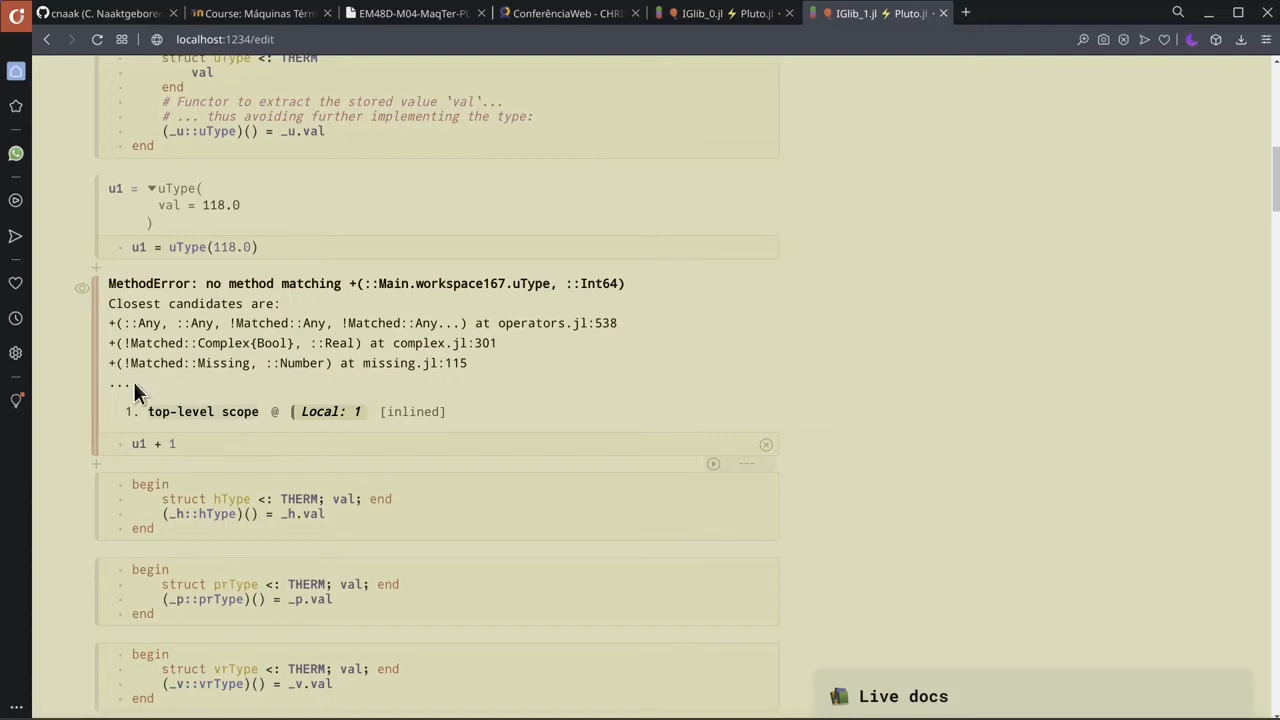 cnaak (C. Naaktgeboren
Course: Máquinas Térm
EM48D-M04-MaqTer-PL
ConferênciaWeb - CHRI
IGlib_0.jl ⚡ Pluto.jl
IGlib_1.jl ⚡ Pluto.jl
localhost:1234/edit
struct uType <: THERM
val
end
# Functor to extract the stored value `val`...
# ... thus avoiding further implementing the type:
(_u::uType)() = _u.val
end
u1 = ▼uType(
val = 118.0
)
u1 = uType(118.0)
MethodError: no method matching +(::Main.workspace167.uType, ::Int64)
Closest candidates are:
+(::Any, ::Any, !Matched::Any, !Matched::Any...) at operators.jl:538
+(!Matched::Complex{Bool}, ::Real) at complex.jl:301
+(!Matched::Missing, ::Number) at missing.jl:115
...
1. top-level scope @ Local: 1 [inlined]
u1 + 1
begin
struct hType <: THERM; val; end
(_h::hType)() = _h.val
end
begin
struct prType <: THERM; val; end
(_p::prType)() = _p.val
end
begin
struct vrType <: THERM; val; end
(_v::vrType)() = _v.val
end
Live docs